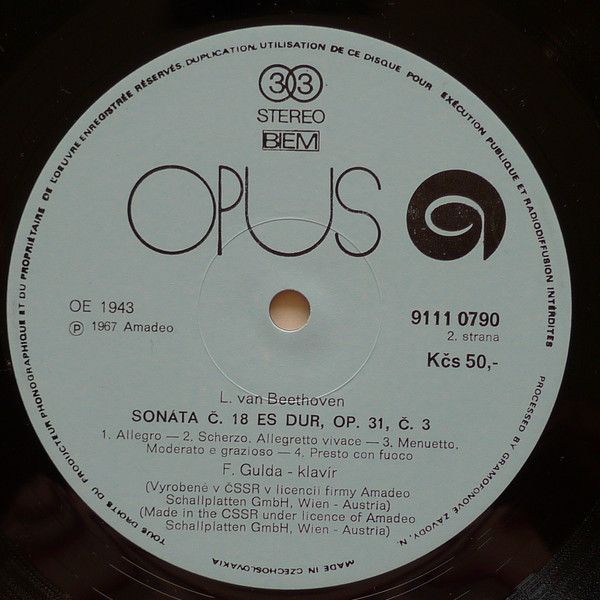 TOUS DROITS DU PRODUCTEUR PHONOGRAPHIQUE ET DU PROPRIÉTAIRE DE L'OEUVRE ENREGISTRÉE RÉSERVÉS. DUPLICATION, UTILISATION DE CE DISQUE POUR EXÉCUTION PUBLIQUE ET RADIODIFFUSION INTERDITES
33
STEREO
BIEM
OPUS
OE 1943
Ⓟ 1967 Amadeo
9111 0790
2. strana
Kčs 50,-
L. van Beethoven
SONÁTA Č. 18 ES DUR, OP. 31, Č. 3
1. Allegro — 2. Scherzo. Allegretto vivace — 3. Menuetto.
Moderato e grazioso — 4. Presto con fuoco
F. Gulda - klavír
(Vyrobené v ČSSR v licencii firmy Amadeo
Schallplatten GmbH, Wien - Austria)
(Made in the CSSR under licence of Amadeo
Schallplatten GmbH, Wien - Austria)
PROCESSED BY GRAMOFONOVÉ ZÁVODY, N.
MADE IN CZECHOSLOVAKIA